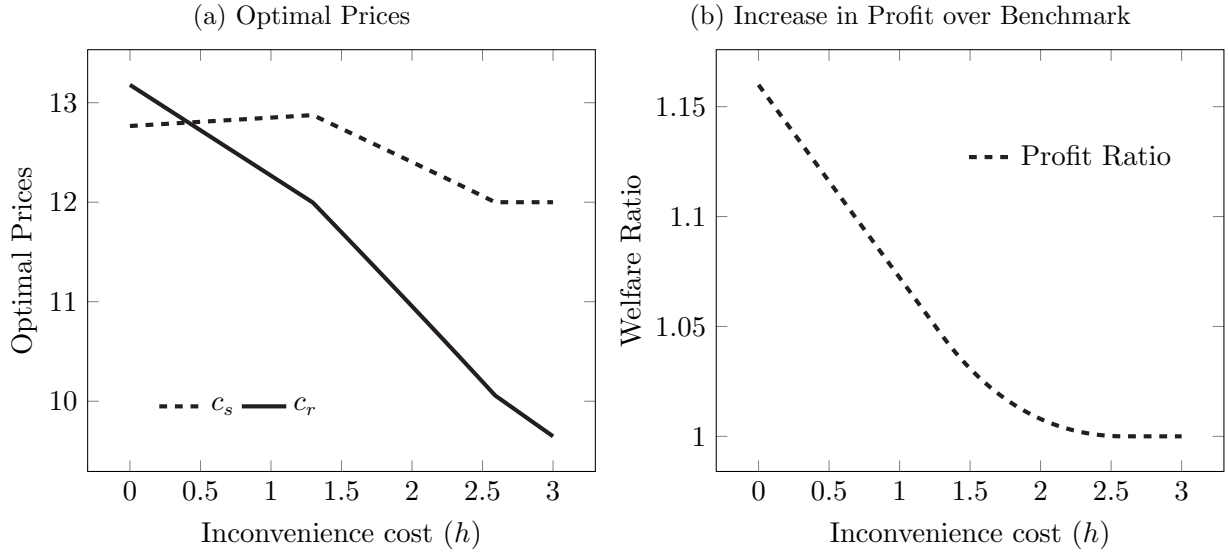 (a) Optimal Prices
13
12
11
10
Optimal Prices
c_s c_r
0 0.5 1 1.5 2 2.5 3
Inconvenience cost (h)
(b) Increase in Profit over Benchmark
1.15
1.1
1.05
1
Welfare Ratio
Profit Ratio
0 0.5 1 1.5 2 2.5 3
Inconvenience cost (h)